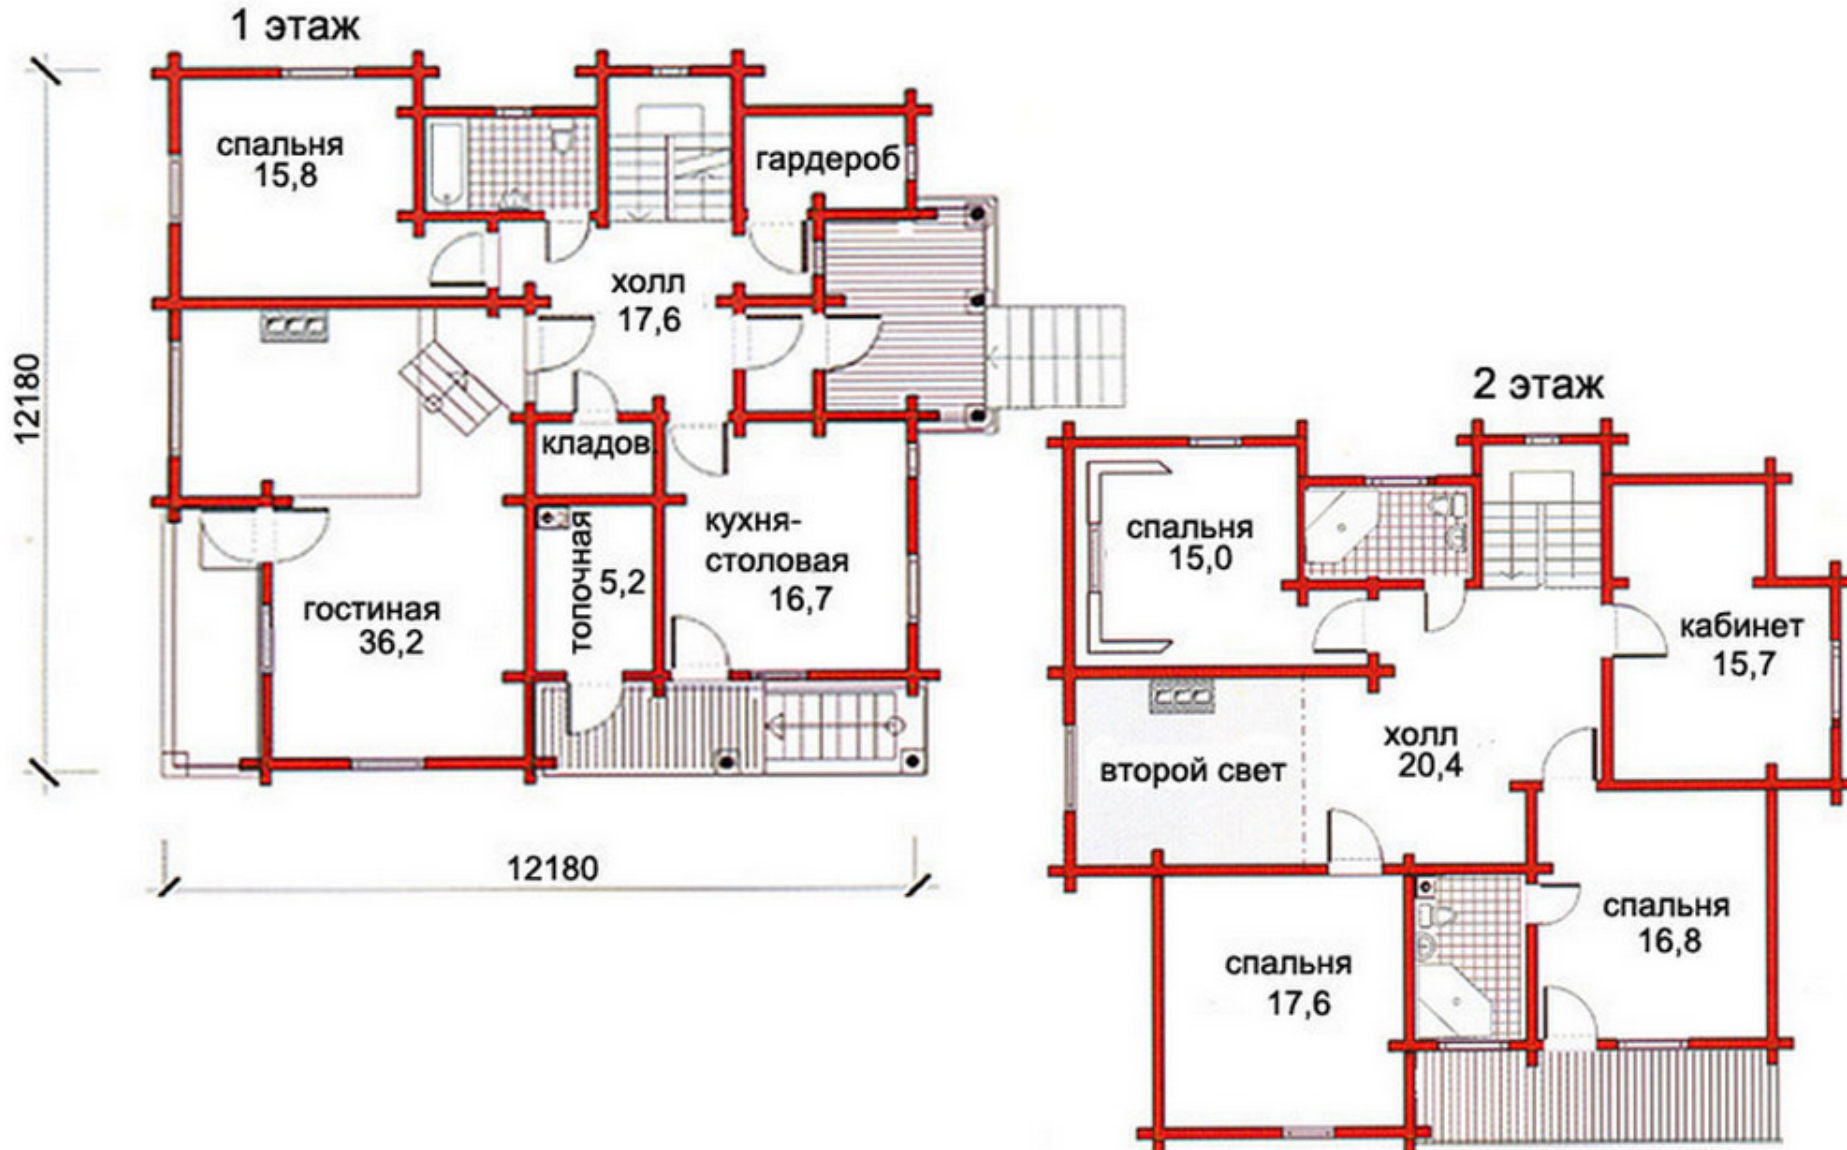 1 этаж
спальня
15,8
гардероб
холл
17,6
12180
кладов.
кухня-
столовая
16,7
топочная
5,2
гостиная
36,2
12180
2 этаж
спальня
15,0
кабинет
15,7
холл
20,4
второй свет
спальня
16,8
спальня
17,6